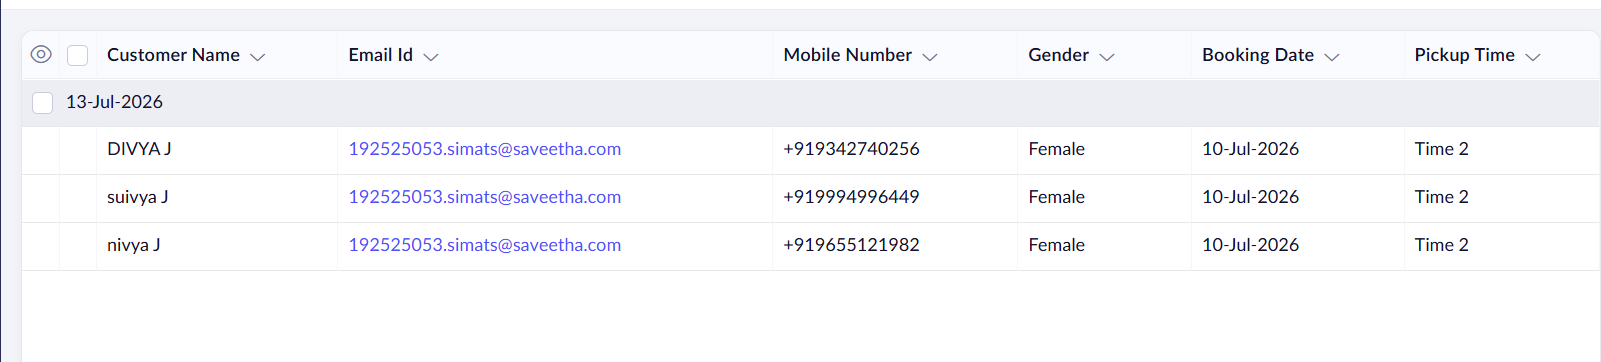 Customer Name Email Id Mobile Number Gender Booking Date Pickup Time
13-Jul-2026
DIVYA J 192525053.simats@saveetha.com +919342740256 Female 10-Jul-2026 Time 2
suivya J 192525053.simats@saveetha.com +919994996449 Female 10-Jul-2026 Time 2
nivya J 192525053.simats@saveetha.com +919655121982 Female 10-Jul-2026 Time 2